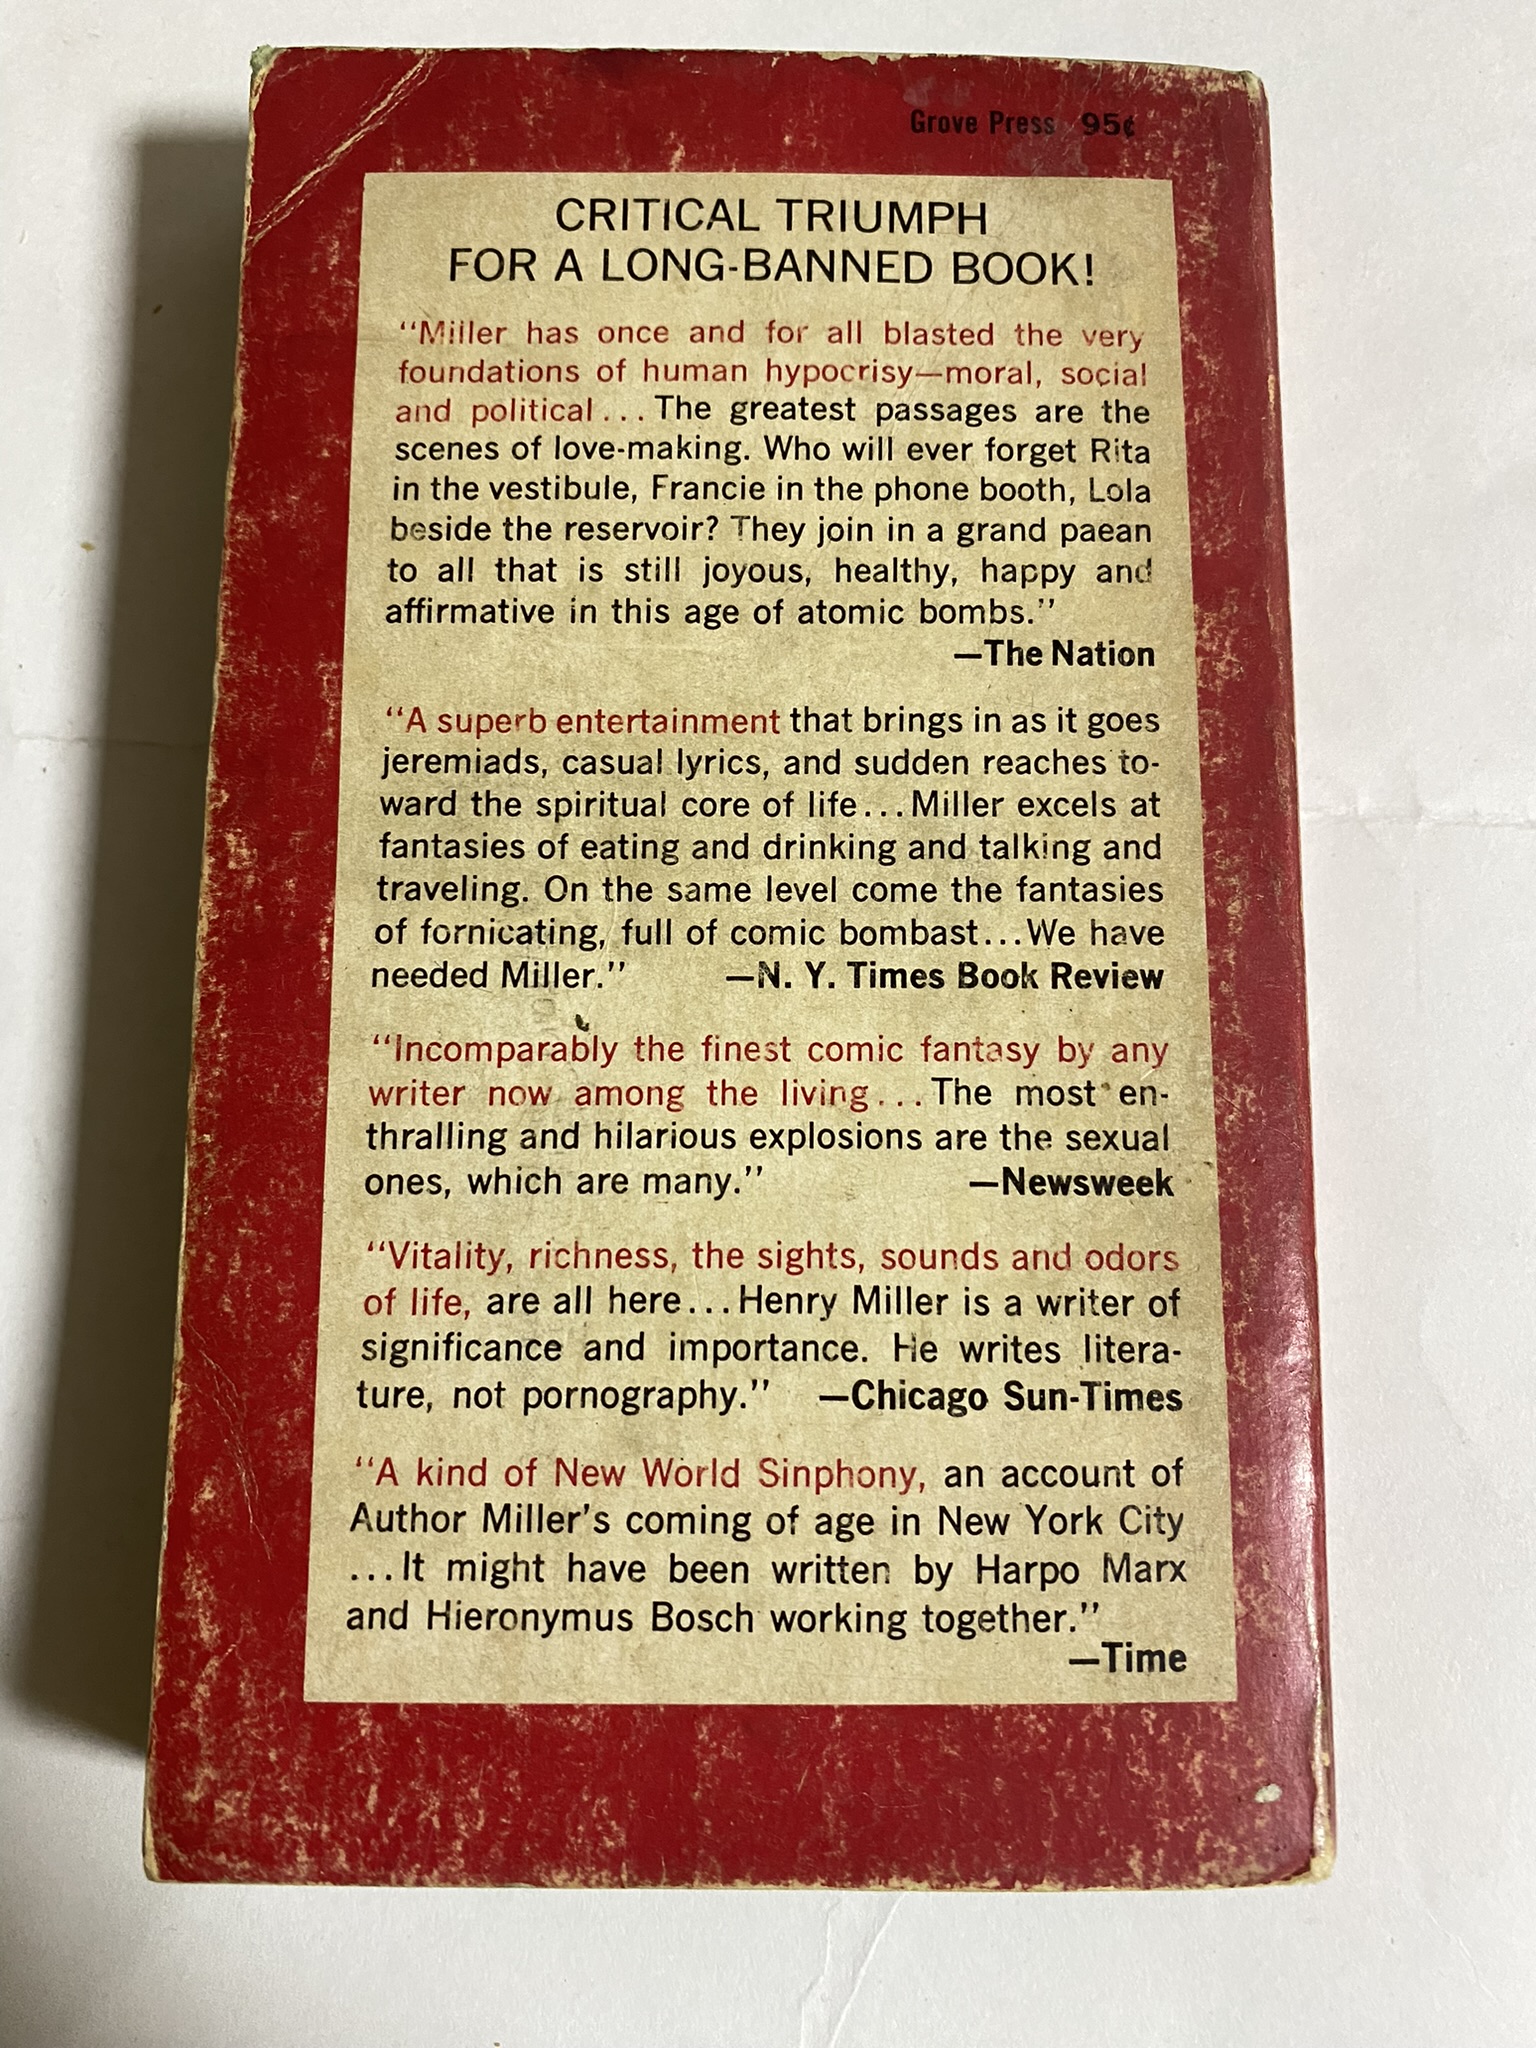 Grove Press 95¢
CRITICAL TRIUMPH
FOR A LONG-BANNED BOOK!
“Miller has once and for all blasted the very
foundations of human hypocrisy—moral, social
and political... The greatest passages are the
scenes of love-making. Who will ever forget Rita
in the vestibule, Francie in the phone booth, Lola
beside the reservoir? They join in a grand paean
to all that is still joyous, healthy, happy and
affirmative in this age of atomic bombs.”
—The Nation
“A superb entertainment that brings in as it goes
jeremiads, casual lyrics, and sudden reaches to-
ward the spiritual core of life...Miller excels at
fantasies of eating and drinking and talking and
traveling. On the same level come the fantasies
of fornicating, full of comic bombast...We have
needed Miller.” —N. Y. Times Book Review
“Incomparably the finest comic fantasy by any
writer now among the living...The most en-
thralling and hilarious explosions are the sexual
ones, which are many.” —Newsweek
“Vitality, richness, the sights, sounds and odors
of life, are all here...Henry Miller is a writer of
significance and importance. He writes litera-
ture, not pornography.” —Chicago Sun-Times
“A kind of New World Sinphony, an account of
Author Miller’s coming of age in New York City
...It might have been written by Harpo Marx
and Hieronymus Bosch working together.”
—Time